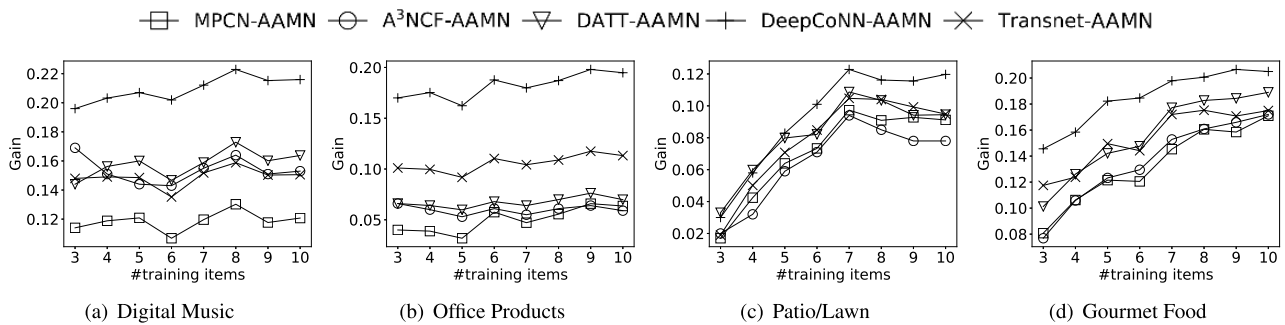 MPCN-AAMN A³NCF-AAMN DATT-AAMN DeepCoNN-AAMN Transnet-AAMN
Gain
0.22
0.20
0.18
0.16
0.14
0.12
3 4 5 6 7 8 9 10
#training items
(a) Digital Music
Gain
0.20
0.15
0.10
0.05
3 4 5 6 7 8 9 10
#training items
(b) Office Products
Gain
0.12
0.10
0.08
0.06
0.04
0.02
3 4 5 6 7 8 9 10
#training items
(c) Patio/Lawn
Gain
0.20
0.18
0.16
0.14
0.12
0.10
0.08
3 4 5 6 7 8 9 10
#training items
(d) Gourmet Food